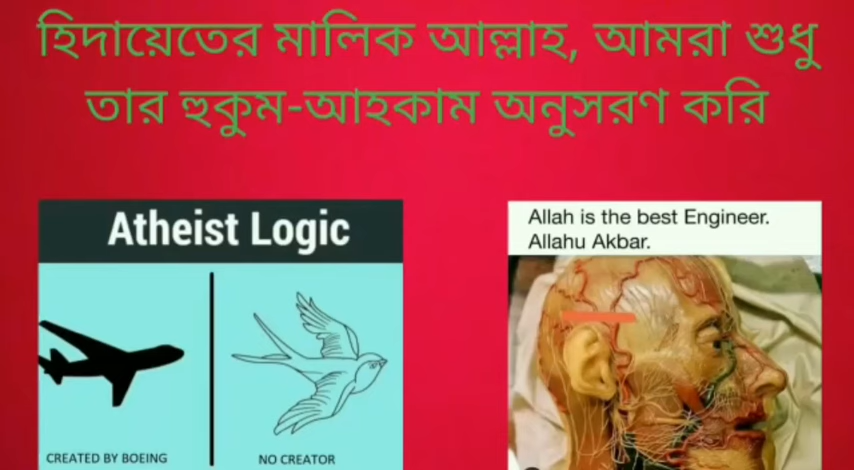 হিদায়েতের মালিক আল্লাহ, আমরা শুধু
তার হুকুম-আহকাম অনুসরণ করি
Atheist Logic
CREATED BY BOEING
NO CREATOR
Allah is the best Engineer.
Allahu Akbar.